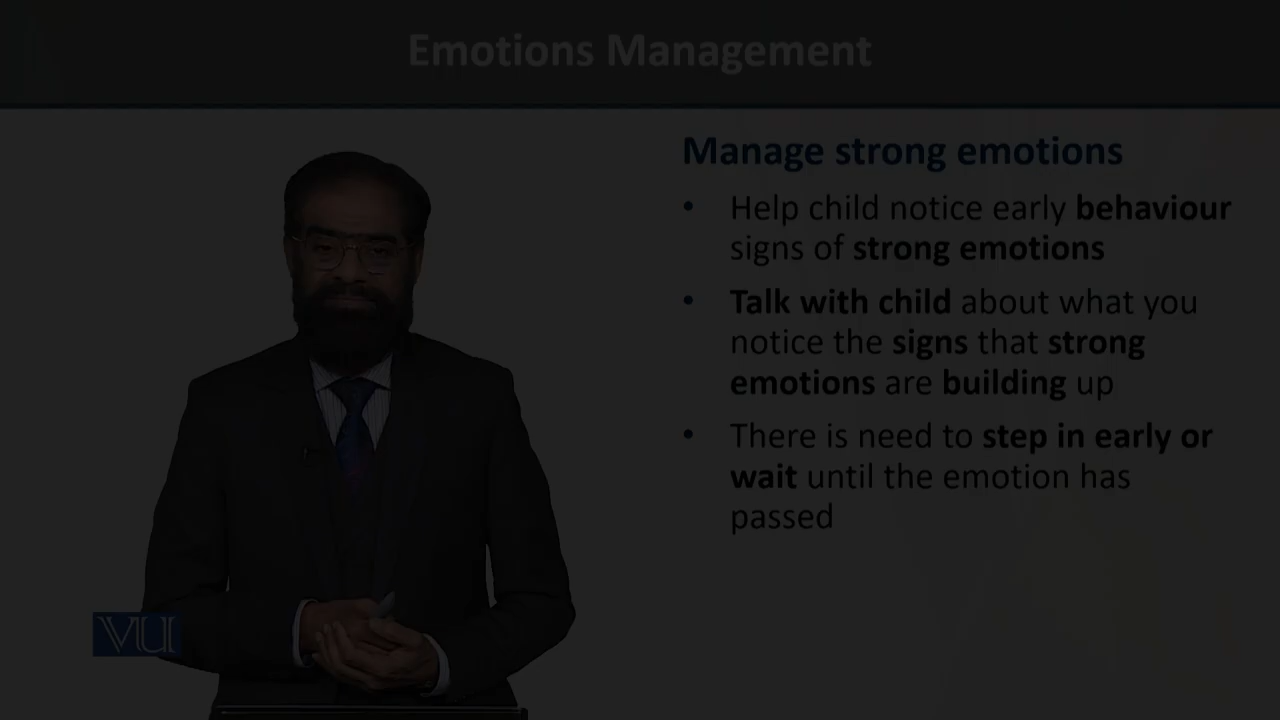 Emotions Management
Manage strong emotions
• Help child notice early behaviour
signs of strong emotions
• Talk with child about what you
notice the signs that strong
emotions are building up
• There is need to step in early or
wait until the emotion has
passed
VU